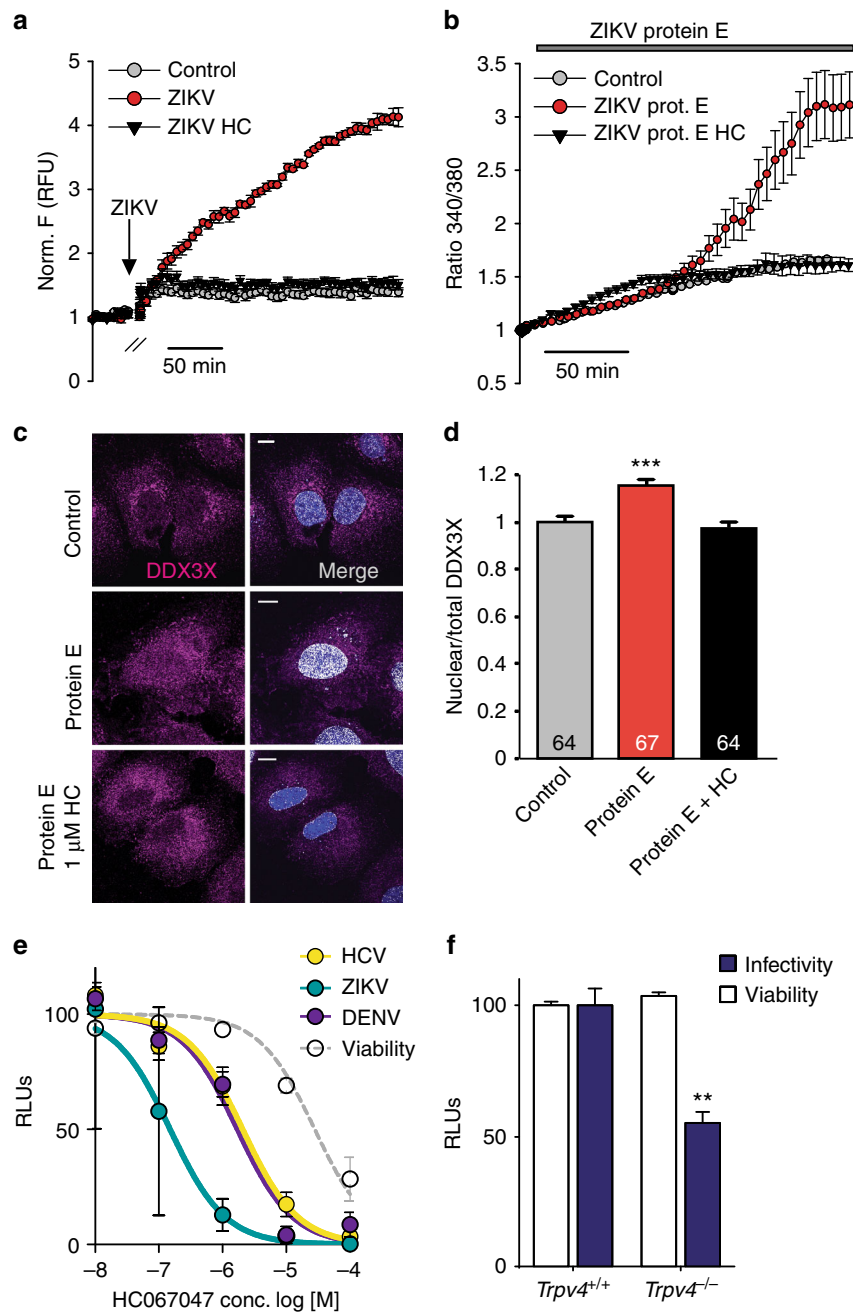 a
Control
ZIKV
ZIKV HC
ZIKV
Norm. F (RFU)
5
4
3
2
1
0
//
50 min
b
ZIKV protein E
Control
ZIKV prot. E
ZIKV prot. E HC
Ratio 340/380
3.5
3
2.5
2
1.5
1
0.5
50 min
c
Control
DDX3X
Merge
Protein E
Protein E
1 μM HC
d
***
Nuclear/total DDX3X
1.2
1
0.8
0.6
0.4
0.2
0
64
67
64
Control
Protein E
Protein E + HC
e
HCV
ZIKV
DENV
Viability
RLUs
100
50
0
–8
–7
–6
–5
–4
HC067047 conc. log [M]
f
Infectivity
Viability
**
RLUs
100
50
0
Trpv4+/+
Trpv4–/–